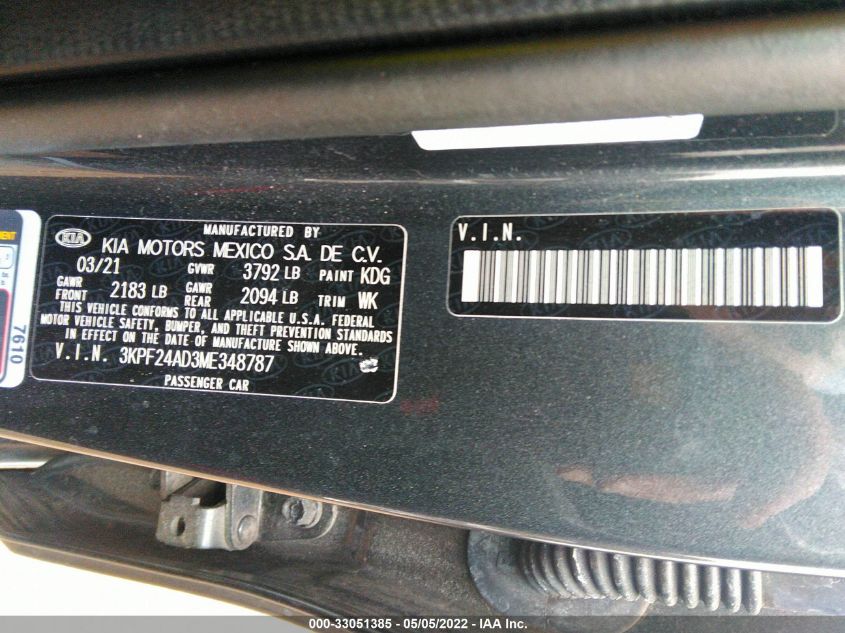 MANUFACTURED BY
KIA KIA MOTORS MEXICO S.A. DE C.V.
03/21 GVWR 3792 LB PAINT KDG
GAWR FRONT 2183 LB GAWR REAR 2094 LB TRIM WK
THIS VEHICLE CONFORMS TO ALL APPLICABLE U.S.A. FEDERAL
MOTOR VEHICLE SAFETY, BUMPER, AND THEFT PREVENTION STANDARDS
IN EFFECT ON THE DATE OF MANUFACTURE SHOWN ABOVE.
V.I.N. 3KPF24AD3ME348787
PASSENGER CAR
V.I.N.
7610
000-33051385 - 05/05/2022 - IAA Inc.